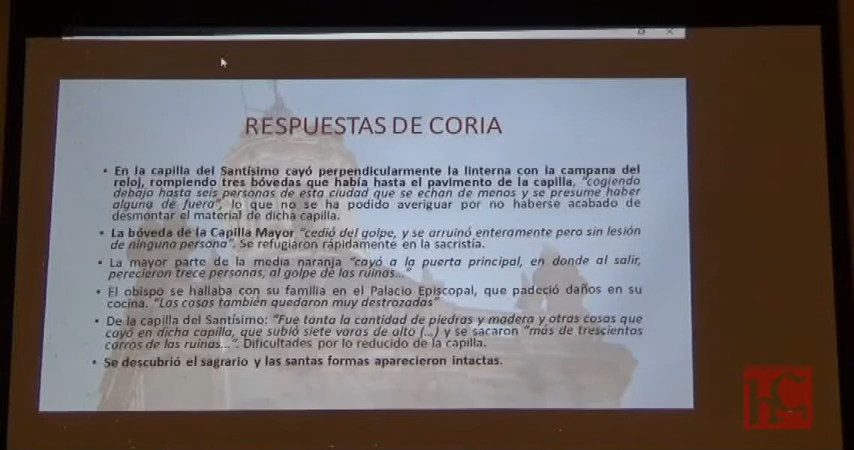 RESPUESTAS DE CORIA
• En la capilla del Santísimo cayó perpendicularmente la linterna con la campana del
reloj, rompiendo tres bóvedas que había hasta el pavimento de la capilla, "cogiendo
debajo hasta seis personas de esta ciudad que se echan de menos y se presume haber
alguna de fuera", lo que no se ha podido averiguar por no haberse acabado de
desmontar el material de dicha capilla.
• La bóveda de la Capilla Mayor "cedió del golpe, y se arruinó enteramente pero sin lesión
de ninguna persona". Se refugiaron rápidamente en la sacristía.
• La mayor parte de la media naranja "cayó a la puerta principal, en donde al salir,
perecieron trece personas, al golpe de las ruinas..."
• El obispo se hallaba con su familia en el Palacio Episcopal, que padeció daños en su
cocina. "Las casas también quedaron muy destrozadas"
• De la capilla del Santísimo: "Fue tanta la cantidad de piedras y madera y otras cosas que
cayó en dicha capilla, que subió siete varas de alto (...) y se sacaron "más de trescientos
carros de las ruinas...". Dificultades por lo reducido de la capilla.
• Se descubrió el sagrario y las santas formas aparecieron intactas.
HC